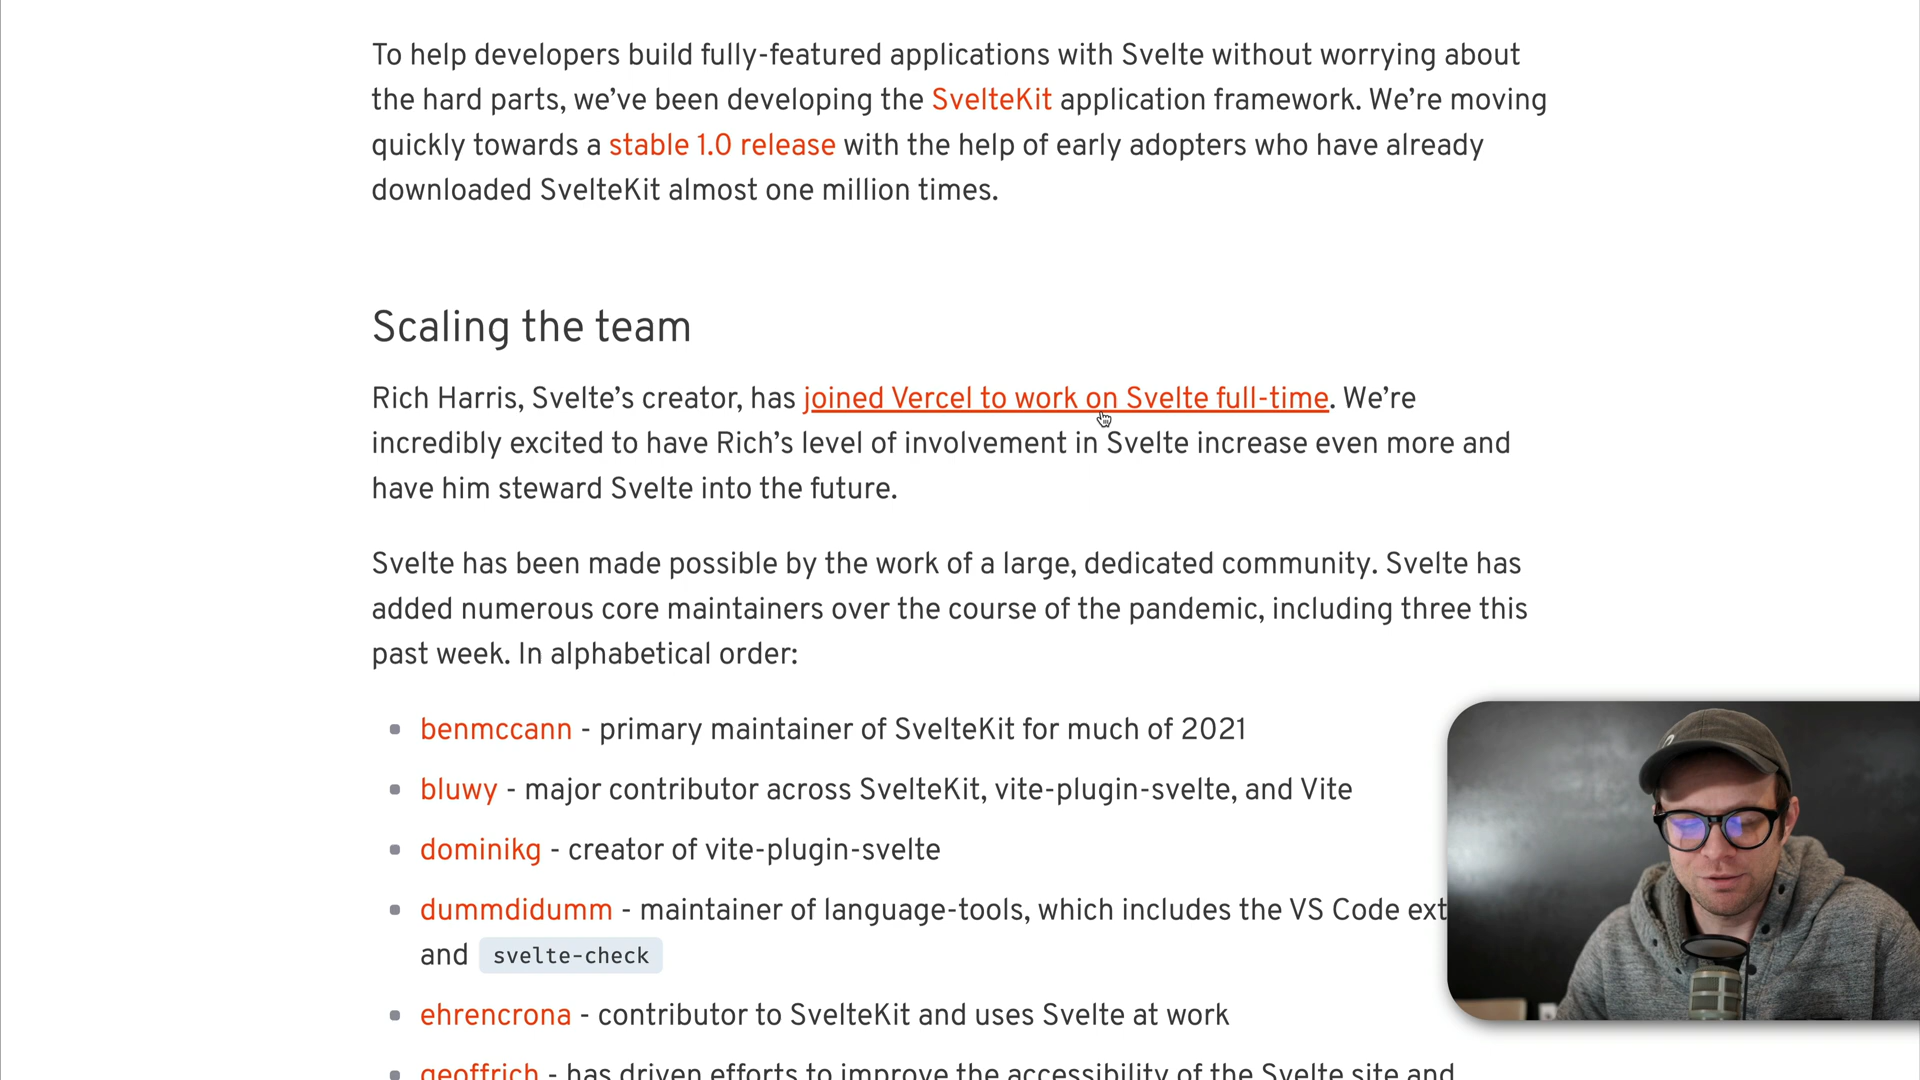 To help developers build fully-featured applications with Svelte without worrying about
the hard parts, we’ve been developing the SvelteKit application framework. We’re moving
quickly towards a stable 1.0 release with the help of early adopters who have already
downloaded SvelteKit almost one million times.
Scaling the team
Rich Harris, Svelte’s creator, has joined Vercel to work on Svelte full-time. We’re
incredibly excited to have Rich’s level of involvement in Svelte increase even more and
have him steward Svelte into the future.
Svelte has been made possible by the work of a large, dedicated community. Svelte has
added numerous core maintainers over the course of the pandemic, including three this
past week. In alphabetical order:
benmccann - primary maintainer of SvelteKit for much of 2021
bluwy - major contributor across SvelteKit, vite-plugin-svelte, and Vite
dominikg - creator of vite-plugin-svelte
dummdidumm - maintainer of language-tools, which includes the VS Code ext
and svelte-check
ehrencrona - contributor to SvelteKit and uses Svelte at work
geoffrich - has driven efforts to improve the accessibility of the Svelte site and